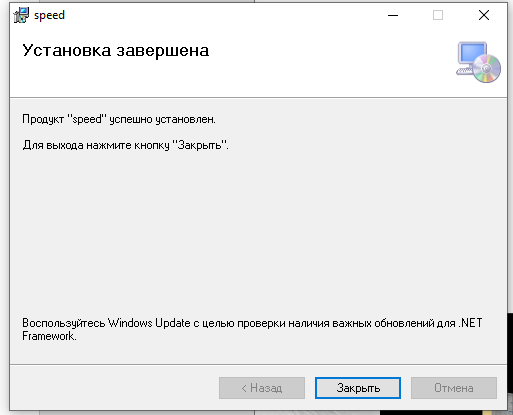 speed
Установка завершена
Продукт "speed" успешно установлен.
Для выхода нажмите кнопку "Закрыть".
Воспользуйтесь Windows Update с целью проверки наличия важных обновлений для .NET
Framework.
< Назад
Закрыть
Отмена